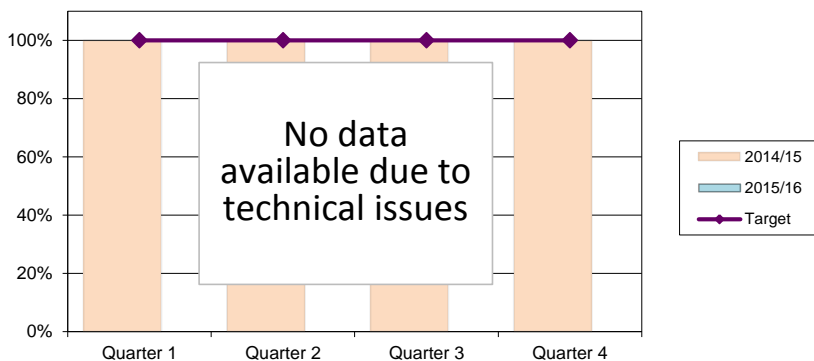 100%
80%
60%
40%
20%
0%
No data
available due to
technical issues
Quarter 1
Quarter 2
Quarter 3
Quarter 4
2014/15
2015/16
Target